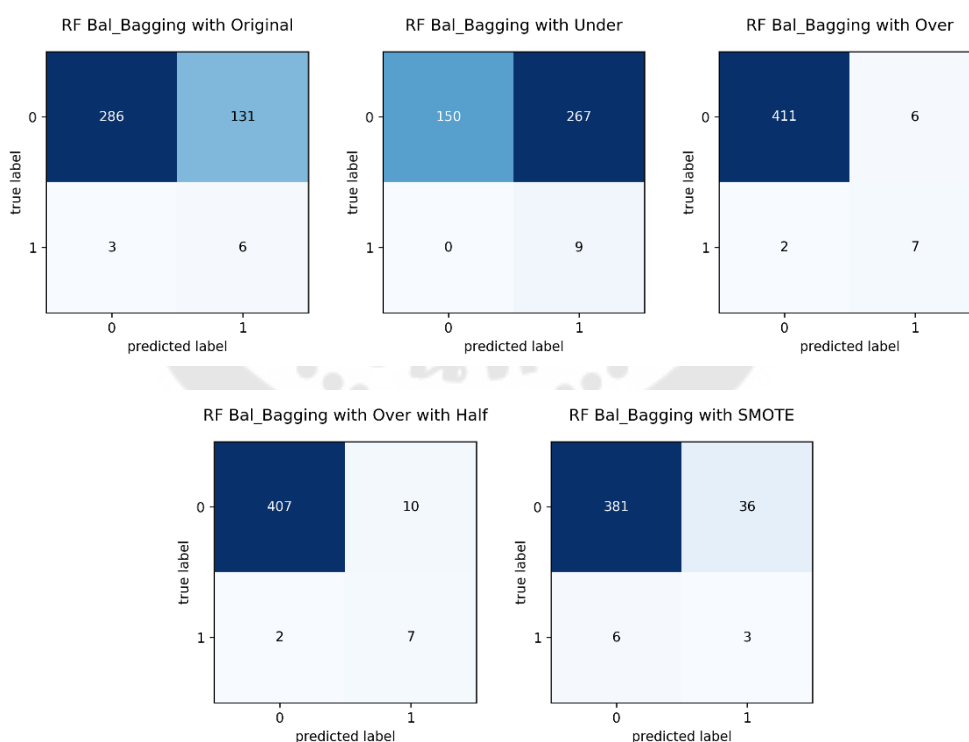 RF Bal_Bagging with Original
RF Bal_Bagging with Under
RF Bal_Bagging with Over
0
286
131
true label
1
3
6
0
1
predicted label
0
150
267
true label
1
0
9
0
1
predicted label
0
411
6
true label
1
2
7
0
1
predicted label
RF Bal_Bagging with Over with Half
RF Bal_Bagging with SMOTE
0
407
10
true label
1
2
7
0
1
predicted label
0
381
36
true label
1
6
3
0
1
predicted label